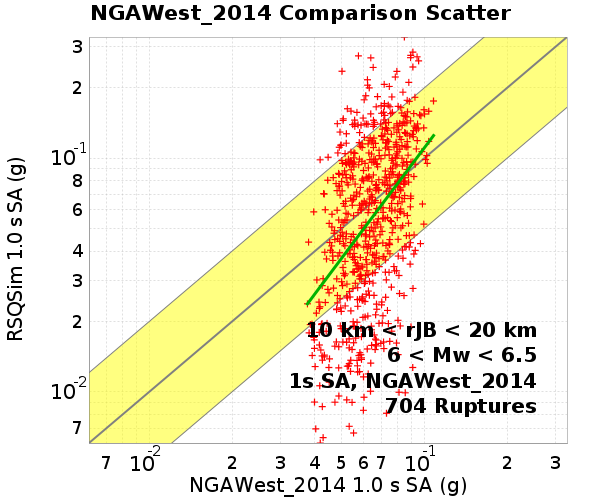 NGAWest_2014 Comparison Scatter
RSQSim 1.0 s SA (g)
3
2
10-1
8
6
4
3
2
10-2
7
10 km < rJB < 20 km
6 < Mw < 6.5
1s SA, NGAWest_2014
704 Ruptures
7 10-2 2 3 4 5 6 7 10-1 2 3
NGAWest_2014 1.0 s SA (g)